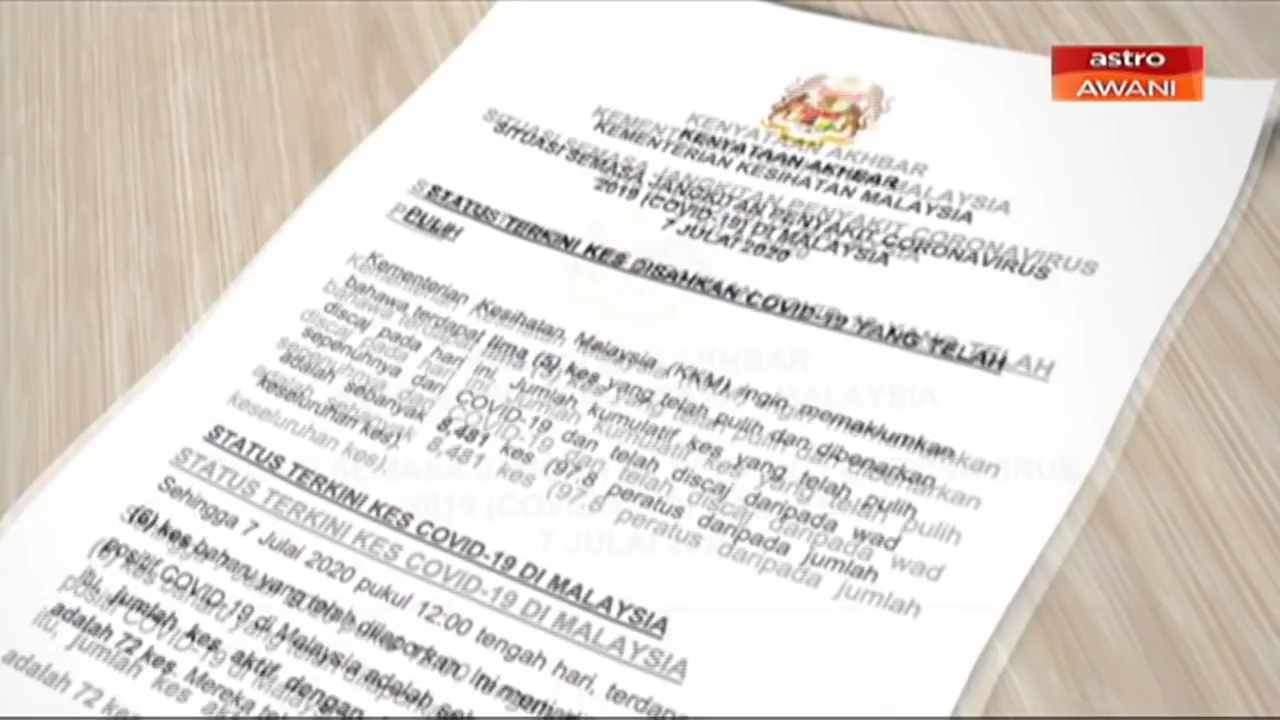 astro
AWANI
KENYATAAN AKHBAR
KEMENTERIAN KESIHATAN MALAYSIA
SITUASI SEMASA JANGKITAN PENYAKIT CORONAVIRUS
2019 (COVID-19) DI MALAYSIA
7 JULAI 2020
STATUS TERKINI KES DISAHKAN COVID-19 YANG TELAH
PULIH
Kementerian Kesihatan Malaysia (KKM) ingin memaklumkan
bahawa terdapat lima (5) kes yang telah pulih dan dibenarkan
discaj pada hari ini. Jumlah kumulatif kes yang telah pulih
sepenuhnya dari COVID-19 dan telah discaj daripada wad
adalah sebanyak 8,481 kes (97.8 peratus daripada jumlah
keseluruhan kes).
STATUS TERKINI KES COVID-19 DI MALAYSIA
Sehingga 7 Julai 2020 pukul 12:00 tengah hari, terdapa
(6) kes baharu yang telah dilaporkan. Ini menja
positif COVID-19 di Malaysia adalah seb
itu, jumlah kes aktif dengan
adalah 72 kes. Mereka tel